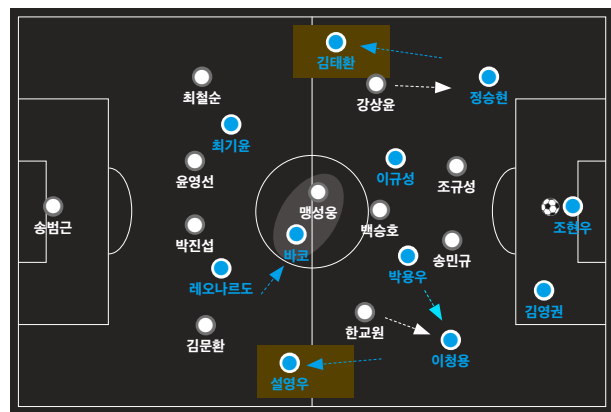 김태환
최철순
강상윤
정승현
최기윤
윤영선
이규성
조규성
송범근
맹성웅
백승호
조현우
박진섭
바코
송민규
레오나르도
박용우
김영권
김문환
한교원
이청용
설영우